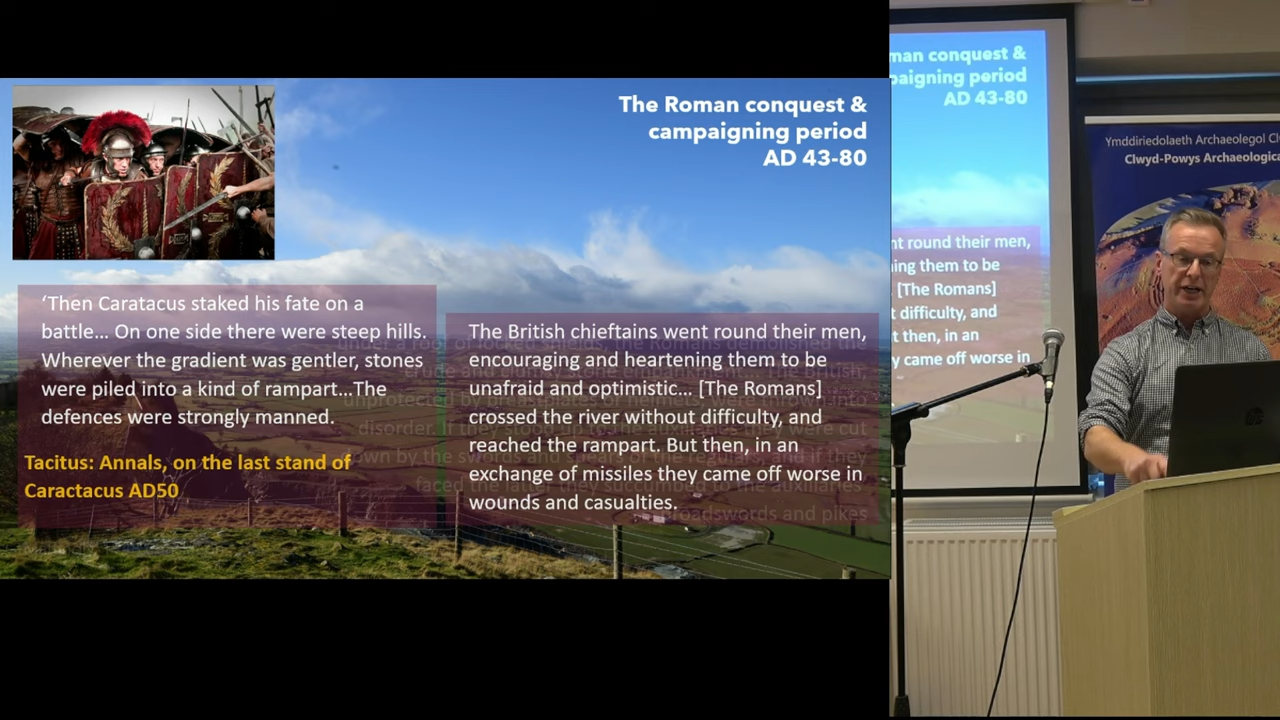 The Roman conquest &
campaigning period
AD 43-80
‘Then Caratacus staked his fate on a
battle... On one side there were steep hills.
Wherever the gradient was gentler, stones
were piled into a kind of rampart...The
defences were strongly manned.
Tacitus: Annals, on the last stand of
Caractacus AD50
The British chieftains went round their men,
encouraging and heartening them to be
unafraid and optimistic... [The Romans]
crossed the river without difficulty, and
reached the rampart. But then, in an
exchange of missiles they came off worse in
wounds and casualties.
man conquest &
paigning period
AD 43-80
nt round their men,
ing them to be
[The Romans]
t difficulty, and
t then, in an
y came off worse in
Ymddiriedolaeth Archaeolegol Cl
Clwyd-Powys Archaeologica